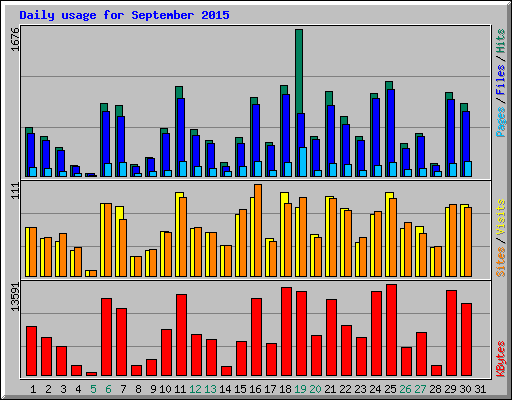 Daily usage for September 2015
1676
Pages / Files / Hits
111
Sites / Visits
13591
KBytes
1 2 3 4 5 6 7 8 9 10 11 12 13 14 15 16 17 18 19 20 21 22 23 24 25 26 27 28 29 30 31